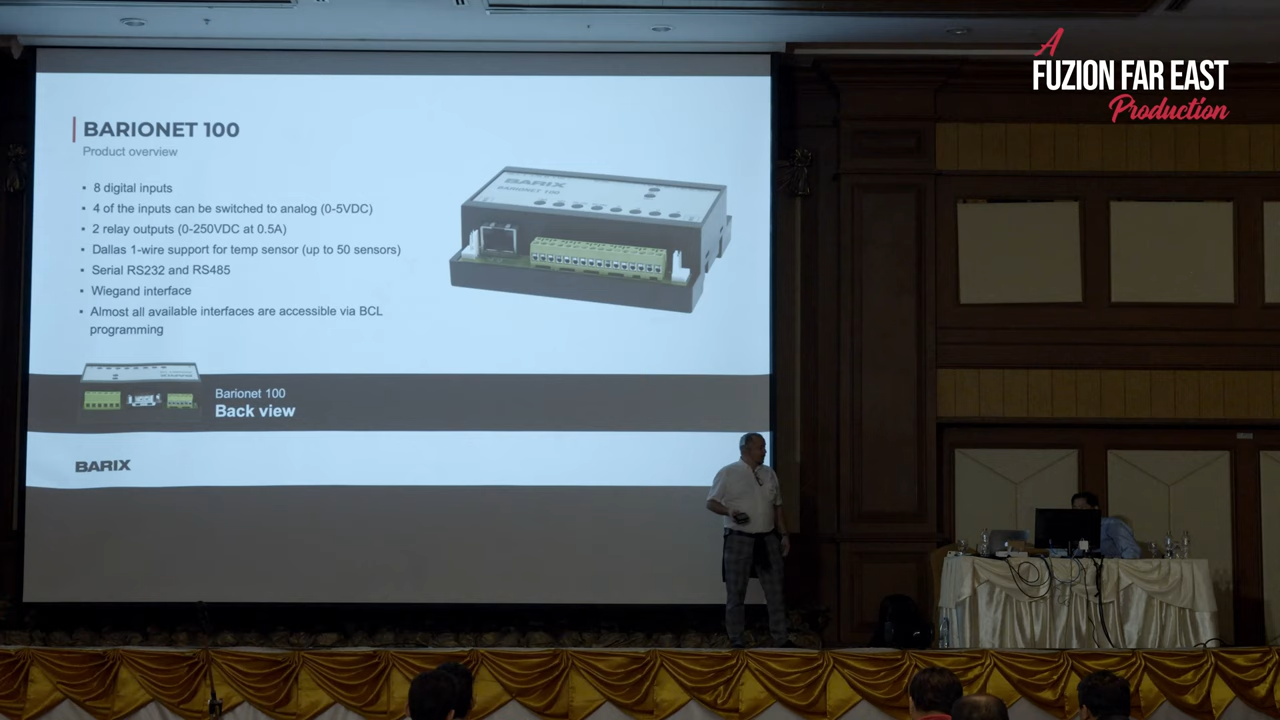 A
FUZION FAR EAST
Production
BARIONET 100
Product overview
• 8 digital inputs
• 4 of the inputs can be switched to analog (0-5VDC)
• 2 relay outputs (0-250VDC at 0.5A)
• Dallas 1-wire support for temp sensor (up to 50 sensors)
• Serial RS232 and RS485
• Wiegand interface
• Almost all available interfaces are accessible via BCL
programming
BARIX
BARIONET 100
Barionet 100
Back view
BARIX